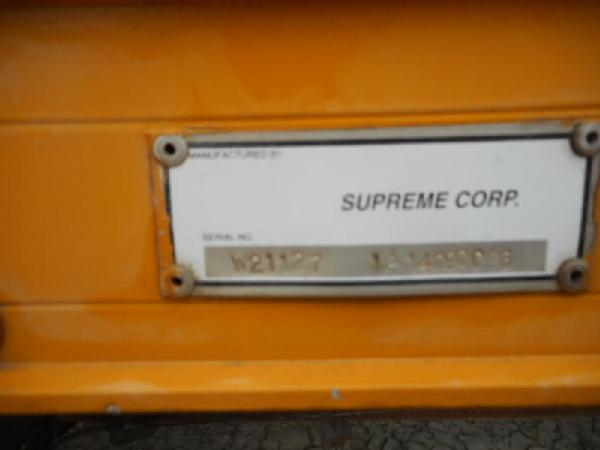 MANUFACTURED BY
SUPREME CORP.
SERIAL NO.
W21127